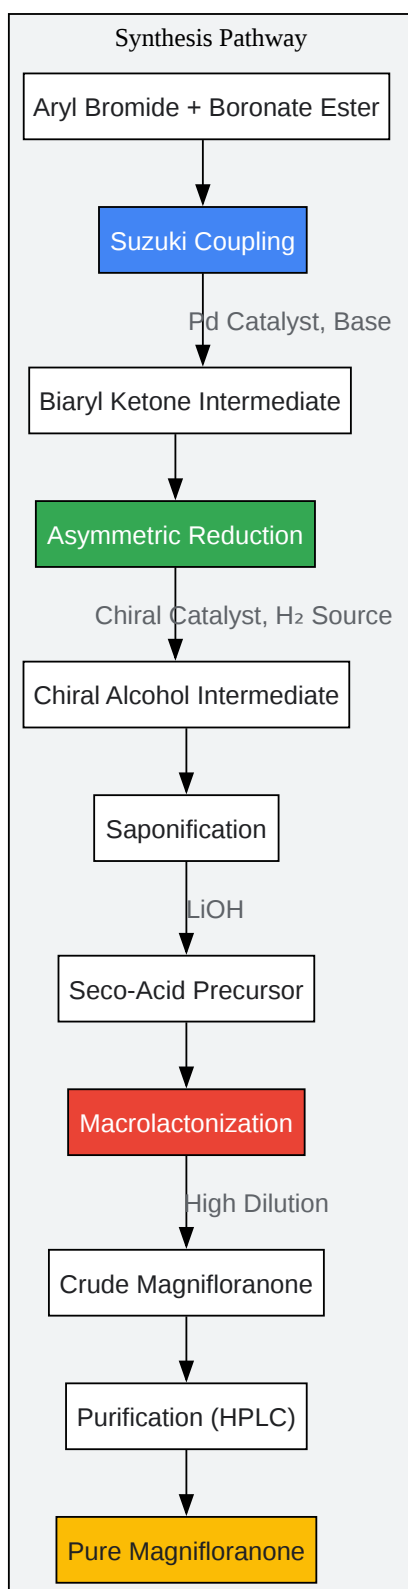 Synthesis Pathway
Aryl Bromide + Boronate Ester
Suzuki Coupling
Pd Catalyst, Base
Biaryl Ketone Intermediate
Asymmetric Reduction
Chiral Catalyst, H₂ Source
Chiral Alcohol Intermediate
Saponification
LiOH
Seco-Acid Precursor
Macrolactonization
High Dilution
Crude Magnifloranone
Purification (HPLC)
Pure Magnifloranone